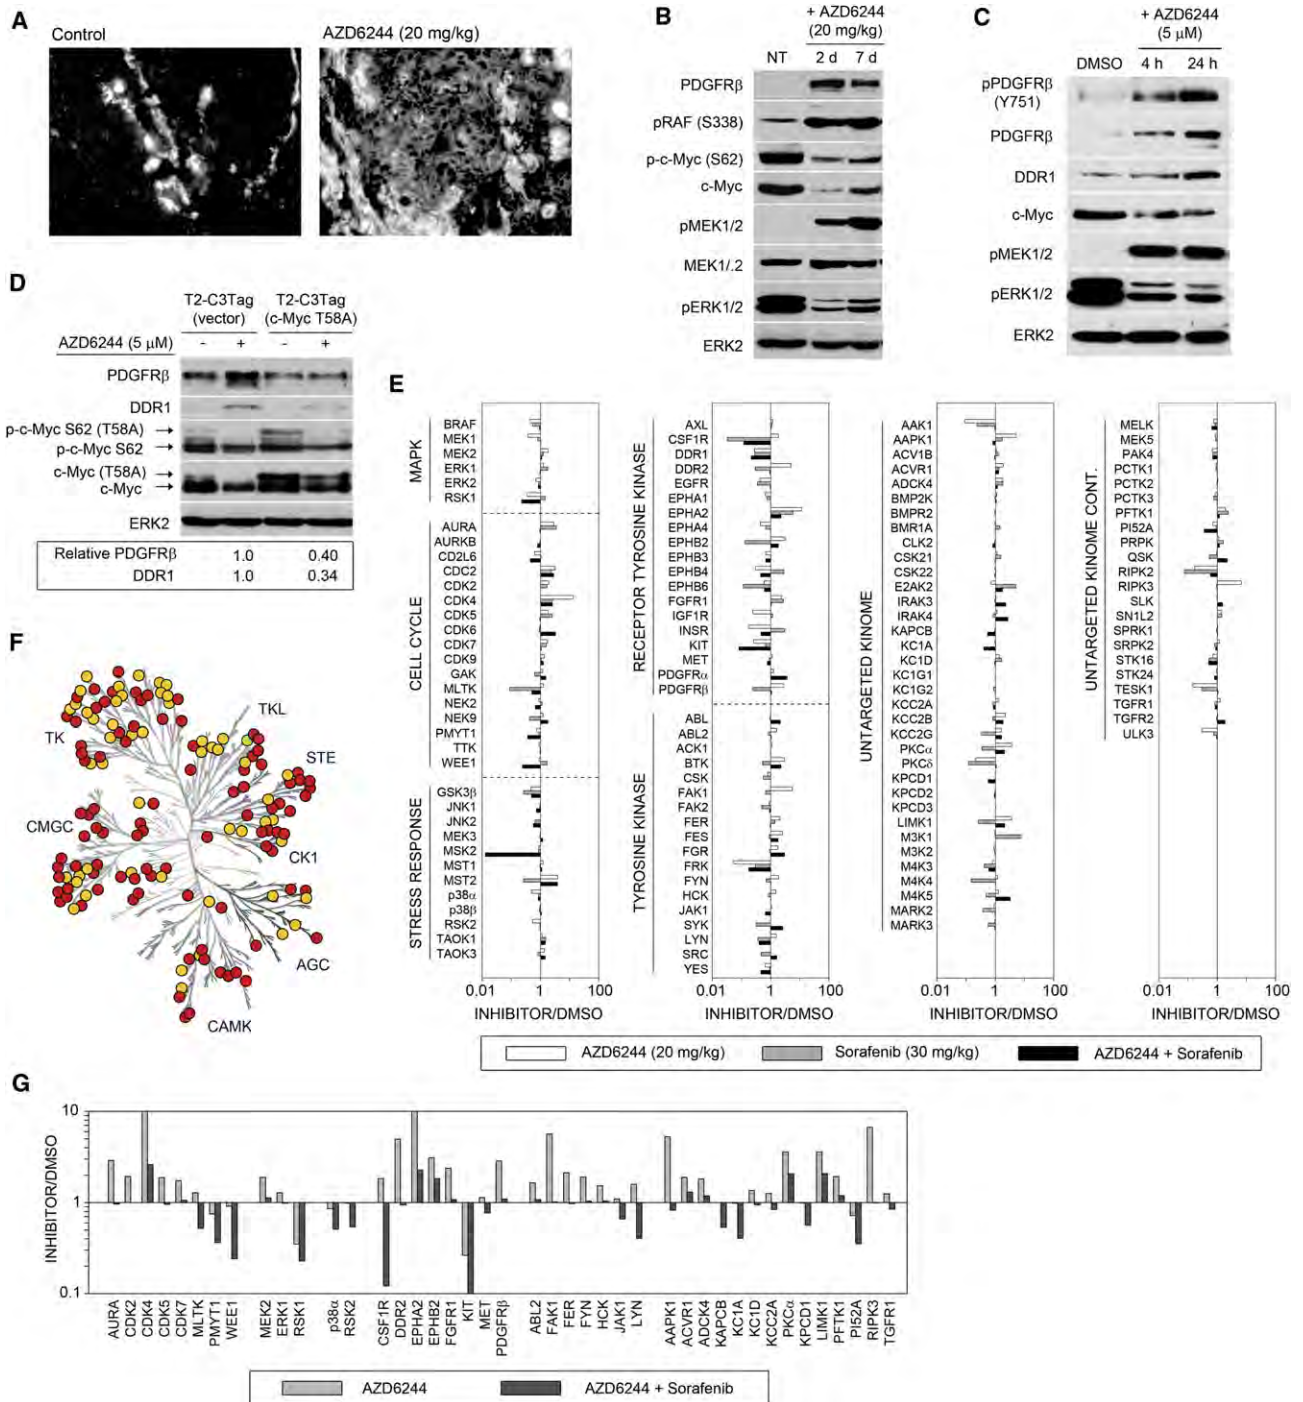 A
Control
AZD6244 (20 mg/kg)
B
+ AZD6244
(20 mg/kg)
NT
2 d
7 d
PDGFRβ
pRAF (S338)
p-c-Myc (S62)
c-Myc
pMEK1/2
MEK1/.2
pERK1/2
ERK2
C
+ AZD6244
(5 μM)
DMSO
4 h
24 h
pPDGFRβ
(Y751)
PDGFRβ
DDR1
c-Myc
pMEK1/2
pERK1/2
ERK2
D
T2-C3Tag
(vector)
T2-C3Tag
(c-Myc T58A)
AZD6244 (5 μM)
- + - +
PDGFRβ
DDR1
p-c-Myc S62 (T58A)
p-c-Myc S62
c-Myc (T58A)
c-Myc
ERK2
Relative PDGFRβ 1.0 0.40
DDR1 1.0 0.34
E
MAPK
BRAF
MEK1
MEK2
ERK1
ERK2
RSK1
CELL CYCLE
AURA
AURKB
CD2L6
CDC2
CDK2
CDK4
CDK5
CDK6
CDK7
CDK9
GAK
MLTK
NEK2
NEK9
PMYT1
TTK
WEE1
STRESS RESPONSE
GSK3β
JNK1
JNK2
MEK3
MSK2
MST1
MST2
p38α
p38β
RSK2
TAOK1
TAOK3
0.01 1 100
INHIBITOR/DMSO
RECEPTOR TYROSINE KINASE
AXL
CSF1R
DDR1
DDR2
EGFR
EPHA1
EPHA2
EPHA4
EPHB2
EPHB3
EPHB4
EPHB6
FGFR1
IGF1R
INSR
KIT
MET
PDGFRα
PDGFRβ
TYROSINE KINASE
ABL
ABL2
ACK1
BTK
CSK
FAK1
FAK2
FER
FES
FGR
FRK
FYN
HCK
JAK1
SYK
LYN
SRC
YES
0.01 1 100
INHIBITOR/DMSO
UNTARGETED KINOME
AAK1
AAPK1
ACV1B
ACVR1
ADCK4
BMP2K
BMPR2
BMR1A
CLK2
CSK21
CSK22
E2AK2
IRAK3
IRAK4
KAPCB
KC1A
KC1D
KC1G1
KC1G2
KCC2A
KCC2B
KCC2G
PKCα
PKCδ
KPCD1
KPCD2
KPCD3
LIMK1
M3K1
M3K2
M4K3
M4K4
M4K5
MARK2
MARK3
0.01 1 100
INHIBITOR/DMSO
UNTARGETED KINOME CONT.
MELK
MEK5
PAK4
PCTK1
PCTK2
PCTK3
PFTK1
PI52A
PRPK
QSK
RIPK2
RIPK3
SLK
SN1L2
SPRK1
SRPK2
STK16
STK24
TESK1
TGFR1
TGFR2
ULK3
0.01 1 100
INHIBITOR/DMSO
AZD6244 (20 mg/kg)
Sorafenib (30 mg/kg)
AZD6244 + Sorafenib
F
TK
TKL
STE
CMGC
CK1
AGC
CAMK
G
INHIBITOR/DMSO
10
1
0.1
AURA
CDK2
CDK4
CDK5
CDK7
MLTK
PMYT1
WEE1
MEK2
ERK1
RSK1
p38α
RSK2
CSF1R
DDR2
EPHA2
EPHB2
FGFR1
KIT
MET
PDGFRβ
ABL2
FAK1
FER
FYN
HCK
JAK1
LYN
AAPK1
ACVR1
ADCK4
KAPCB
KC1A
KC1D
KCC2A
PKCα
KPCD1
LIMK1
PFTK1
PI52A
RIPK3
TGFR1
AZD6244
AZD6244 + Sorafenib